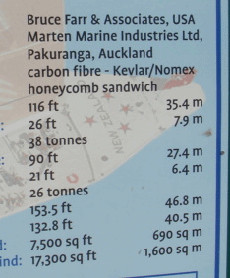 Bruce Farr & Associates, USA
Marten Marine Industries Ltd,
Pakuranga, Auckland
carbon fibre - Kevlar/Nomex
honeycomb sandwich
116 ft 35.4 m
26 ft 7.9 m
38 tonnes
90 ft 27.4 m
21 ft 6.4 m
26 tonnes
153.5 ft 46.8 m
132.8 ft 40.5 m
7,500 sq ft 690 sq m
ind: 17,300 sq ft 1,600 sq m
NEW ZEALAND